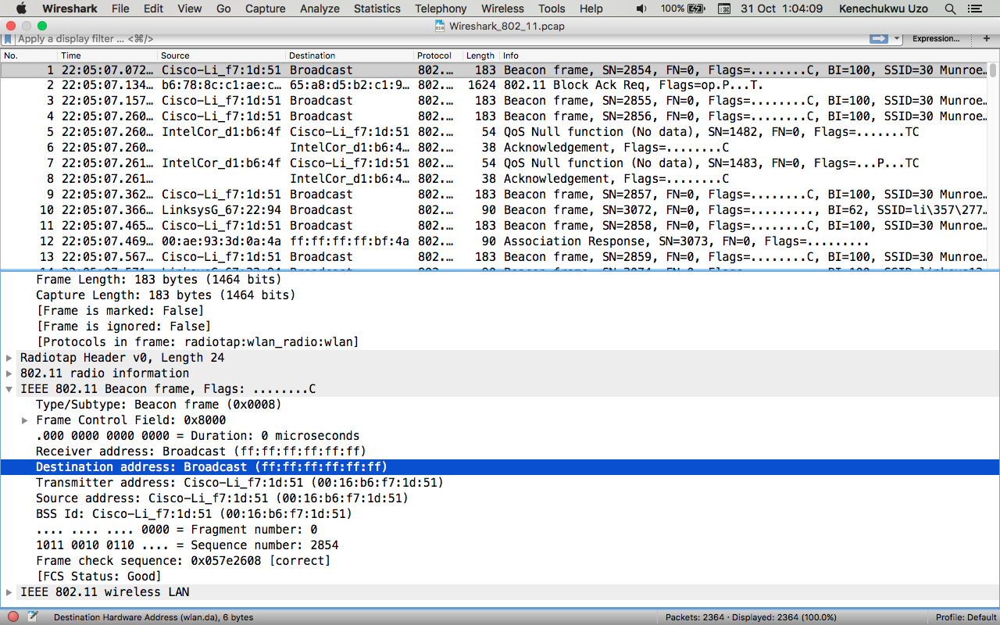 Wireshark File Edit View Go Capture Analyze Statistics Telephony Wireless Tools Help 100% 31 Oct 1:04:09 Kenechukwu Uzo
Wireshark_802_11.pcap
Apply a display filter ... <⌘/> Expression... +
No. Time Source Destination Protocol Length Info
1 22:05:07.072… Cisco-Li_f7:1d:51 Broadcast 802.… 183 Beacon frame, SN=2854, FN=0, Flags=........C, BI=100, SSID=30 Munroe…
2 22:05:07.134… b6:78:8c:c1:ae:c… 65:a8:d5:b2:c1:9… 802.… 1624 802.11 Block Ack Req, Flags=op.P...T.
3 22:05:07.157… Cisco-Li_f7:1d:51 Broadcast 802.… 183 Beacon frame, SN=2855, FN=0, Flags=........C, BI=100, SSID=30 Munroe…
4 22:05:07.260… Cisco-Li_f7:1d:51 Broadcast 802.… 183 Beacon frame, SN=2856, FN=0, Flags=........C, BI=100, SSID=30 Munroe…
5 22:05:07.260… IntelCor_d1:b6:4f Cisco-Li_f7:1d:51 802.… 54 QoS Null function (No data), SN=1482, FN=0, Flags=.......TC
6 22:05:07.260… IntelCor_d1:b6:4… 802.… 38 Acknowledgement, Flags=........C
7 22:05:07.261… IntelCor_d1:b6:4f Cisco-Li_f7:1d:51 802.… 54 QoS Null function (No data), SN=1483, FN=0, Flags=...P...TC
8 22:05:07.261… IntelCor_d1:b6:4… 802.… 38 Acknowledgement, Flags=........C
9 22:05:07.362… Cisco-Li_f7:1d:51 Broadcast 802.… 183 Beacon frame, SN=2857, FN=0, Flags=........C, BI=100, SSID=30 Munroe…
10 22:05:07.366… LinksysG_67:22:94 Broadcast 802.… 90 Beacon frame, SN=3072, FN=0, Flags=........, BI=62, SSID=li\357\277…
11 22:05:07.465… Cisco-Li_f7:1d:51 Broadcast 802.… 183 Beacon frame, SN=2858, FN=0, Flags=........C, BI=100, SSID=30 Munroe…
12 22:05:07.469… 00:ae:93:3d:0a:4a ff:ff:ff:ff:bf:4a 802.… 90 Association Response, SN=3073, FN=0, Flags=.........
13 22:05:07.567… Cisco-Li_f7:1d:51 Broadcast 802.… 183 Beacon frame, SN=2859, FN=0, Flags=........C, BI=100, SSID=30 Munroe…
Frame Length: 183 bytes (1464 bits)
Capture Length: 183 bytes (1464 bits)
[Frame is marked: False]
[Frame is ignored: False]
[Protocols in frame: radiotap:wlan_radio:wlan]
Radiotap Header v0, Length 24
802.11 radio information
IEEE 802.11 Beacon frame, Flags: ........C
Type/Subtype: Beacon frame (0x0008)
Frame Control Field: 0x8000
.000 0000 0000 0000 = Duration: 0 microseconds
Receiver address: Broadcast (ff:ff:ff:ff:ff:ff)
Destination address: Broadcast (ff:ff:ff:ff:ff:ff)
Transmitter address: Cisco-Li_f7:1d:51 (00:16:b6:f7:1d:51)
Source address: Cisco-Li_f7:1d:51 (00:16:b6:f7:1d:51)
BSS Id: Cisco-Li_f7:1d:51 (00:16:b6:f7:1d:51)
.... .... .... 0000 = Fragment number: 0
1011 0010 0110 .... = Sequence number: 2854
Frame check sequence: 0x057e2608 [correct]
[FCS Status: Good]
IEEE 802.11 wireless LAN
Destination Hardware Address (wlan.da), 6 bytes Packets: 2364 · Displayed: 2364 (100.0%) Profile: Default